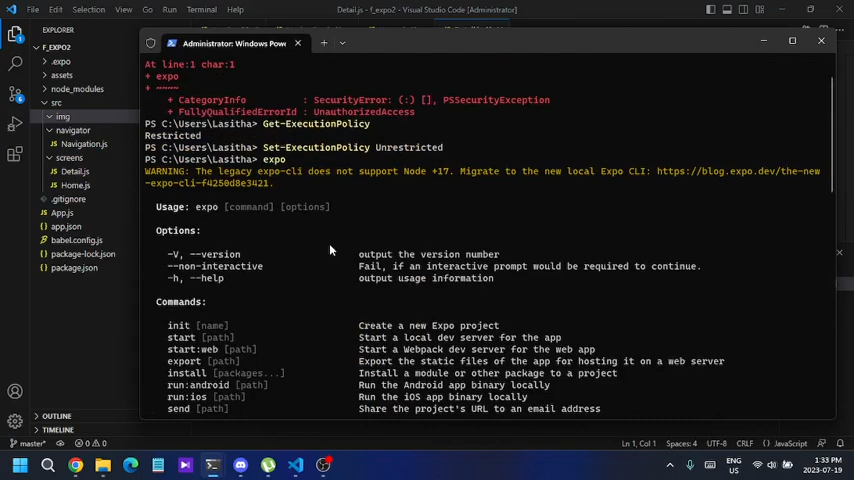 File Edit Selection View Go Run Terminal Help
Detail.js - f_expo2 - Visual Studio Code [Administrator]
EXPLORER
F_EXPO2
.expo
assets
node_modules
src
img
navigator
Navigation.js
screens
Detail.js
Home.js
.gitignore
App.js
app.json
babel.config.js
package-lock.json
package.json
OUTLINE
TIMELINE
Administrator: Windows Pow
At line:1 char:1
+ expo
+ ~~~~
+ CategoryInfo : SecurityError: (:) [], PSSecurityException
+ FullyQualifiedErrorId : UnauthorizedAccess
PS C:\Users\Lasitha> Get-ExecutionPolicy
Restricted
PS C:\Users\Lasitha> Set-ExecutionPolicy Unrestricted
PS C:\Users\Lasitha> expo
WARNING: The legacy expo-cli does not support Node +17. Migrate to the new local Expo CLI: https://blog.expo.dev/the-new
-expo-cli-f4250d8e3421.
Usage: expo [command] [options]
Options:
-V, --version output the version number
--non-interactive Fail, if an interactive prompt would be required to continue.
-h, --help output usage information
Commands:
init [name] Create a new Expo project
start [path] Start a local dev server for the app
start:web [path] Start a Webpack dev server for the web app
export [path] Export the static files of the app for hosting it on a web server
install [packages...] Install a module or other package to a project
run:android [path] Run the Android app binary locally
run:ios [path] Run the iOS app binary locally
send [path] Share the project's URL to an email address
master* 0 0 Ln 1, Col 1 Spaces: 4 UTF-8 CRLF JavaScript
ENG
US
1:33 PM
2023-07-19